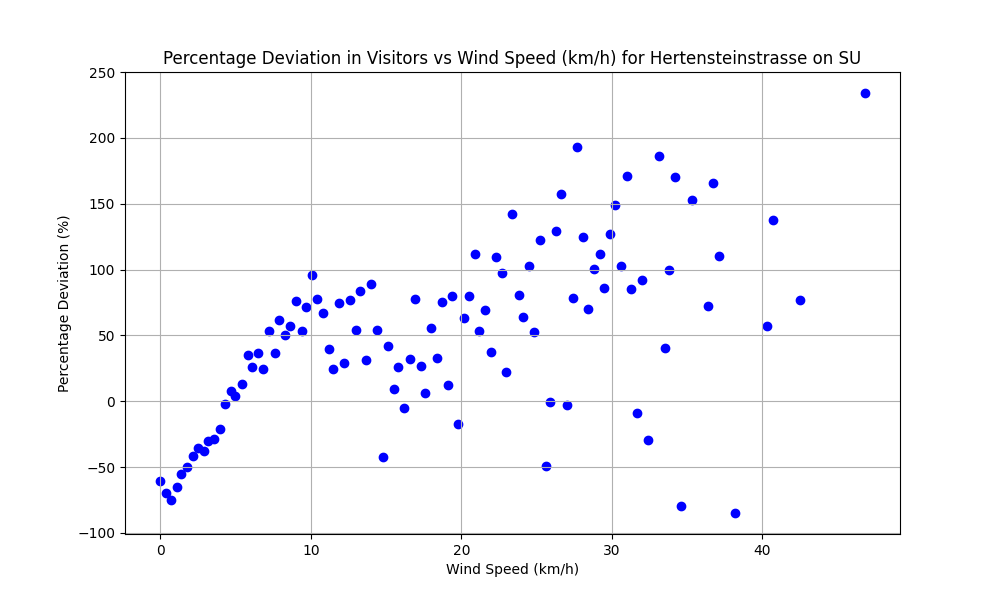 Percentage Deviation in Visitors vs Wind Speed (km/h) for Hertensteinstrasse on SU
Percentage Deviation (%)
250
200
150
100
50
0
−50
−100
0 10 20 30 40
Wind Speed (km/h)